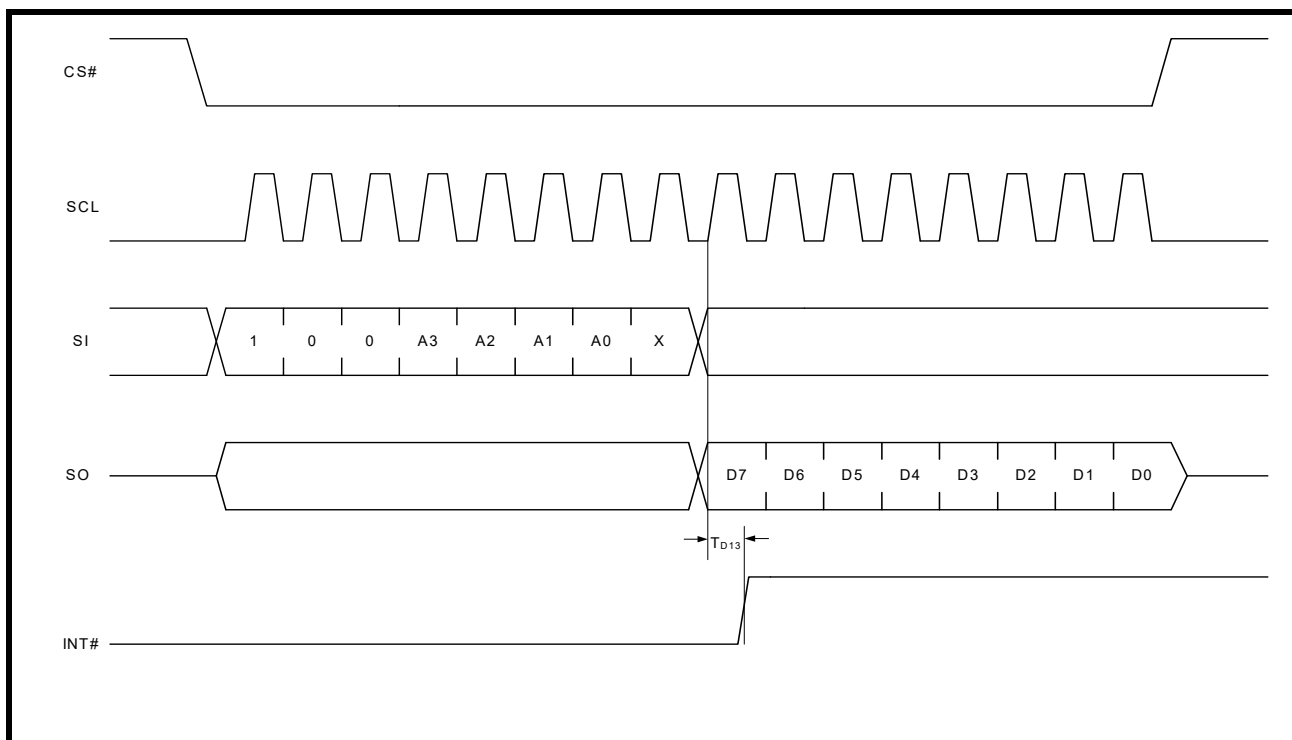 CS#
SCL
SI 1 0 0 A3 A2 A1 A0 X
SO D7 D6 D5 D4 D3 D2 D1 D0
TD13
INT#